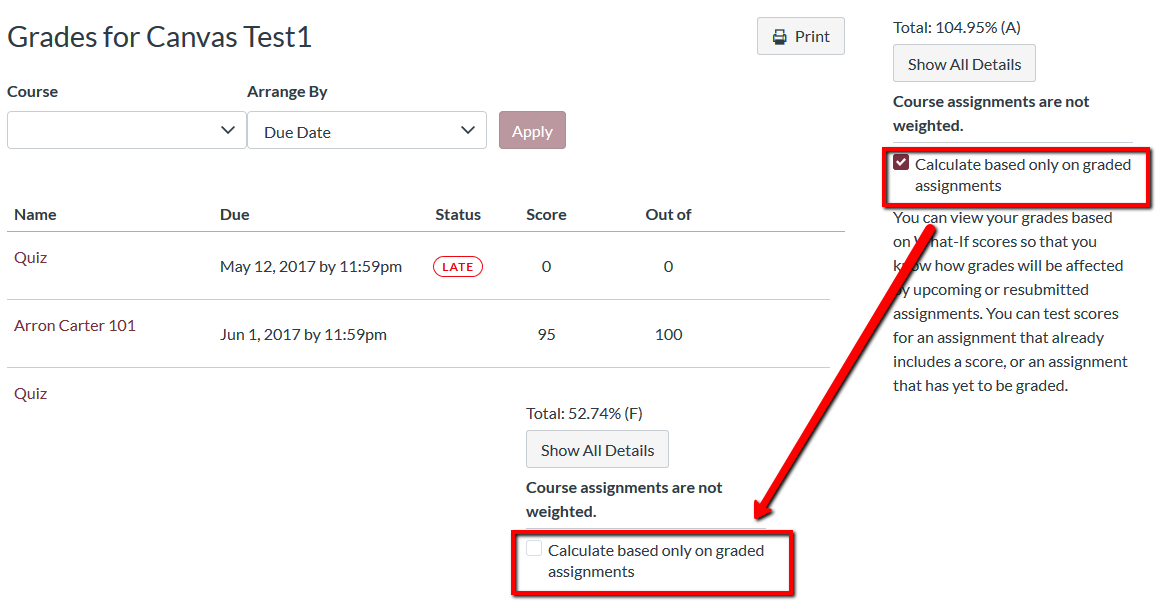 Grades for Canvas Test1
Print
Course
Arrange By
Due Date
Apply
Name Due Status Score Out of
Quiz
May 12, 2017 by 11:59pm LATE 0 0
Arron Carter 101
Jun 1, 2017 by 11:59pm 95 100
Quiz
Total: 104.95% (A)
Show All Details
Course assignments are not
weighted.
Calculate based only on graded
assignments
You can view your grades based
on What-If scores so that you
know how grades will be affected
by upcoming or resubmitted
assignments. You can test scores
for an assignment that already
includes a score, or an assignment
that has yet to be graded.
Total: 52.74% (F)
Show All Details
Course assignments are not
weighted.
Calculate based only on graded
assignments